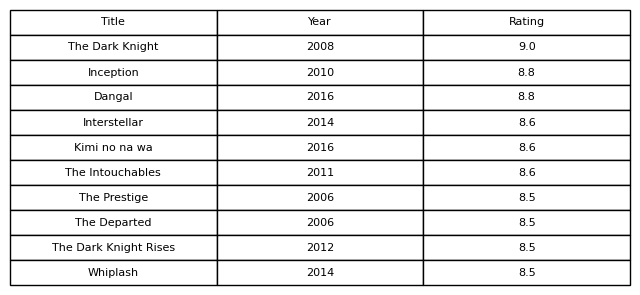 Title Year Rating
The Dark Knight 2008 9.0
Inception 2010 8.8
Dangal 2016 8.8
Interstellar 2014 8.6
Kimi no na wa 2016 8.6
The Intouchables 2011 8.6
The Prestige 2006 8.5
The Departed 2006 8.5
The Dark Knight Rises 2012 8.5
Whiplash 2014 8.5